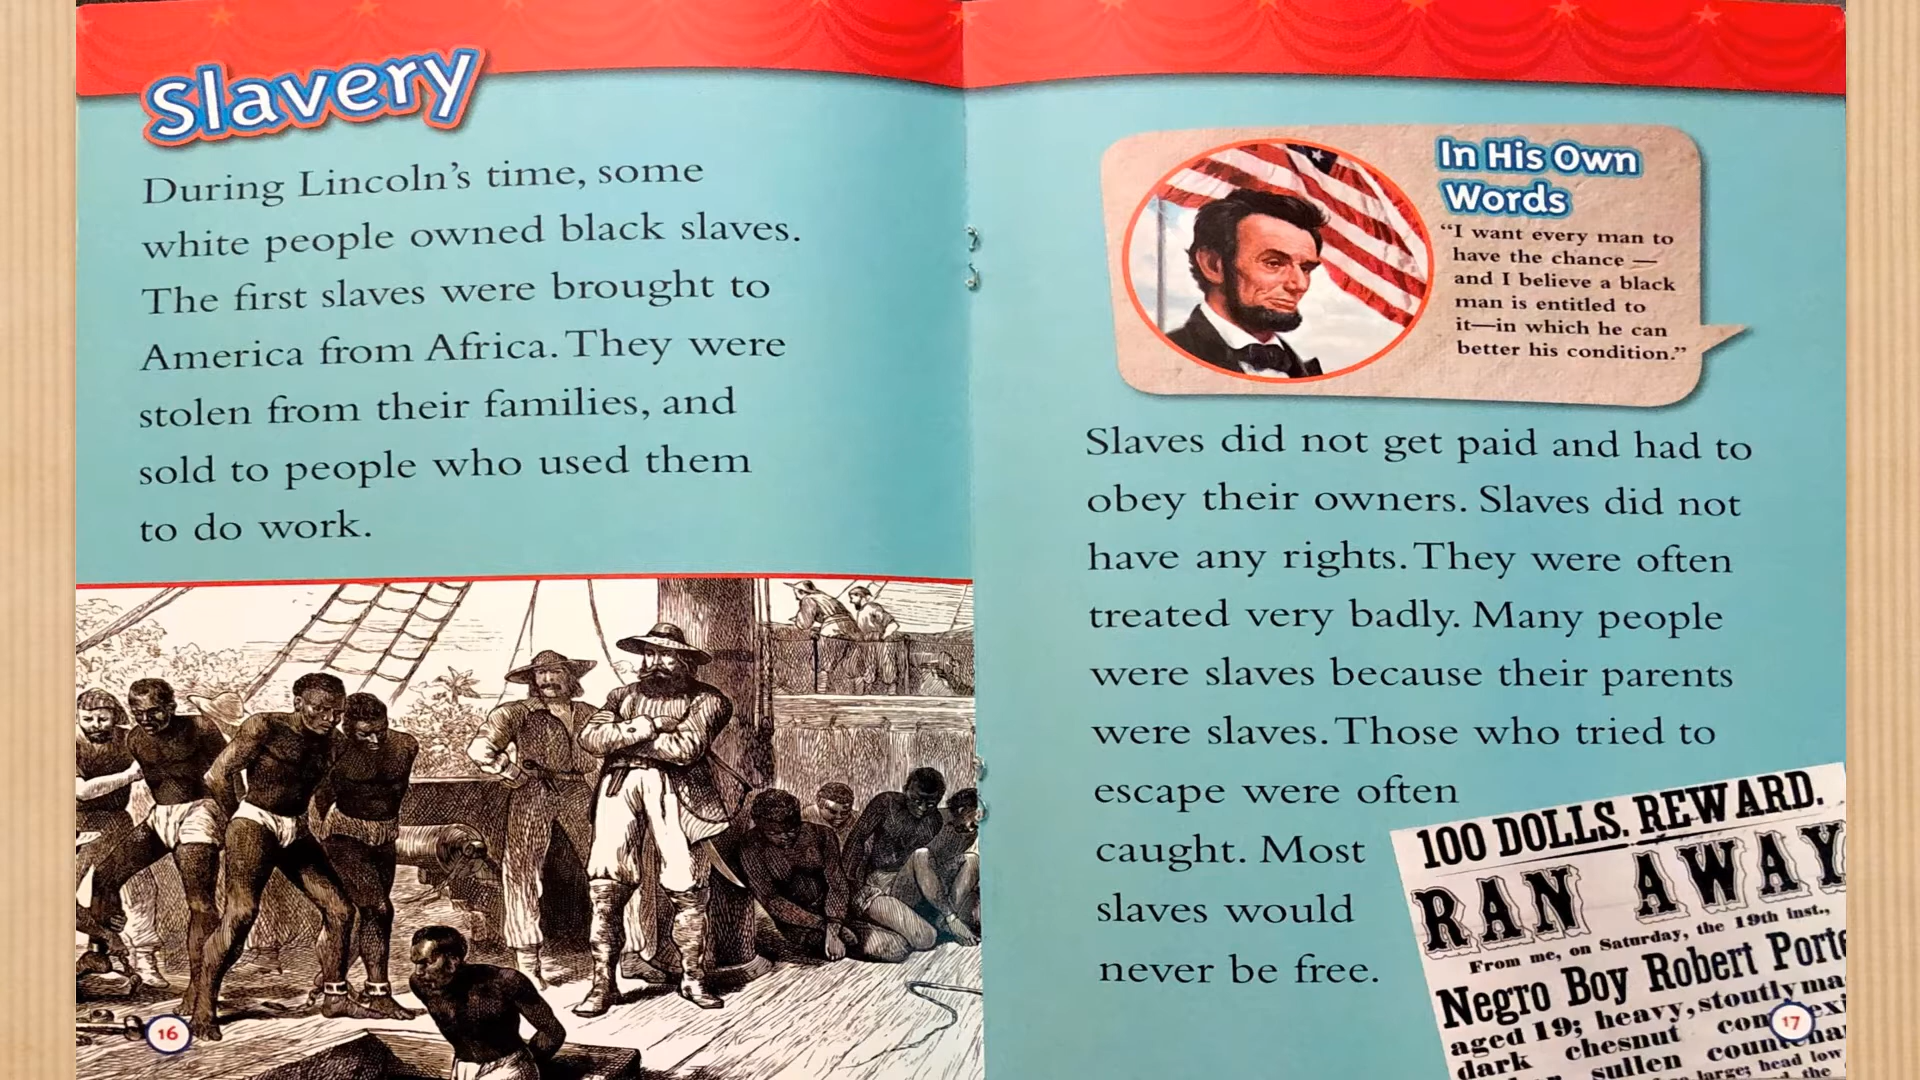 Slavery
During Lincoln's time, some
white people owned black slaves.
The first slaves were brought to
America from Africa. They were
stolen from their families, and
sold to people who used them
to do work.
16
In His Own
Words
"I want every man to
have the chance —
and I believe a black
man is entitled to
it—in which he can
better his condition."
Slaves did not get paid and had to
obey their owners. Slaves did not
have any rights. They were often
treated very badly. Many people
were slaves because their parents
were slaves. Those who tried to
escape were often
caught. Most
slaves would
never be free.
100 DOLLS. REWARD.
RAN AWAY
From me, on Saturday, the 19th inst.,
Negro Boy Robert Porte
aged 19; heavy, stoutly ma
dark chesnut
sullen
large; head low
the
17